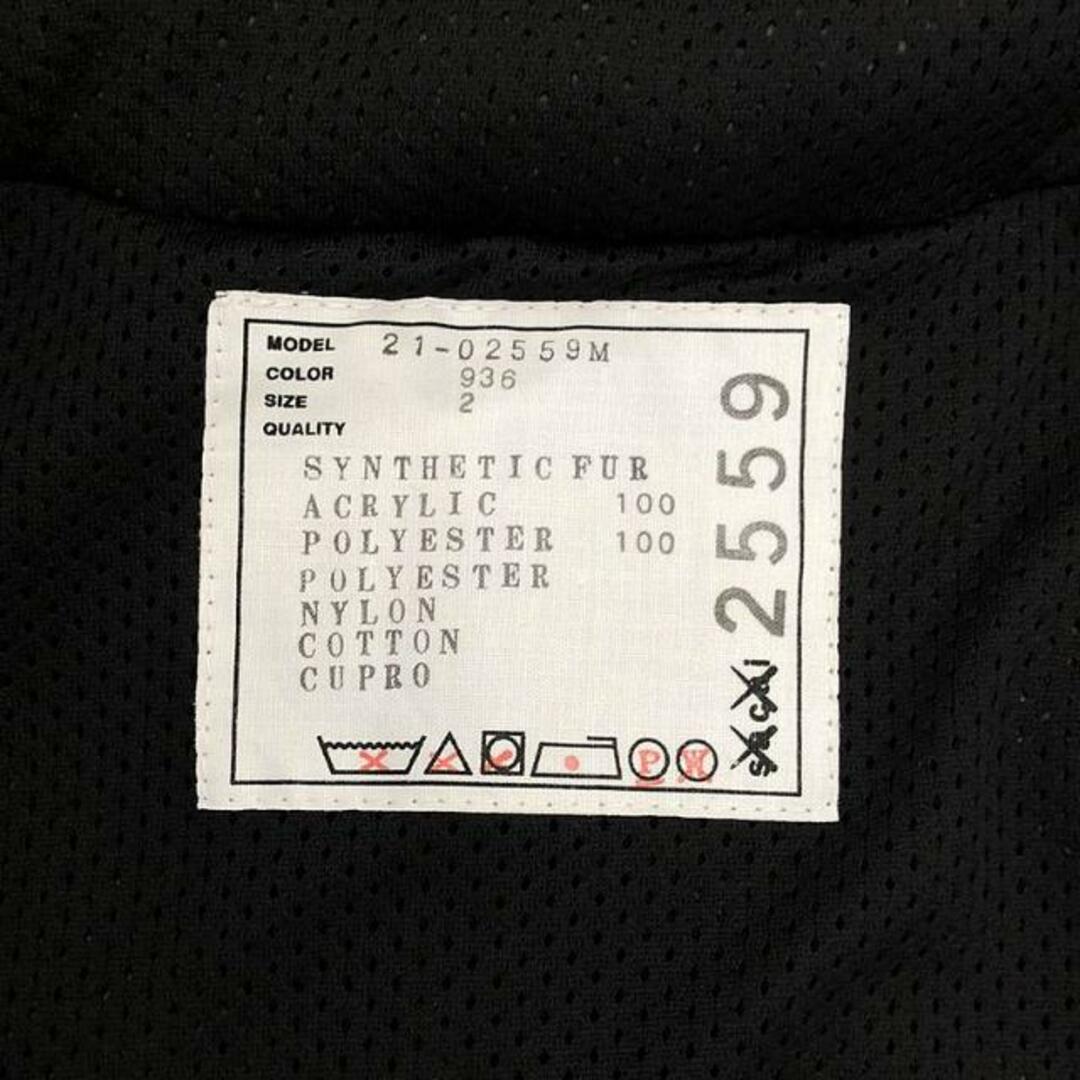 MODEL 21-02559M
COLOR 936
SIZE 2
QUALITY
SYNTHETIC FUR
ACRYLIC 100
POLYESTER 100
POLYESTER
NYLON
COTTON
CUPRO
P W
sacai 2559